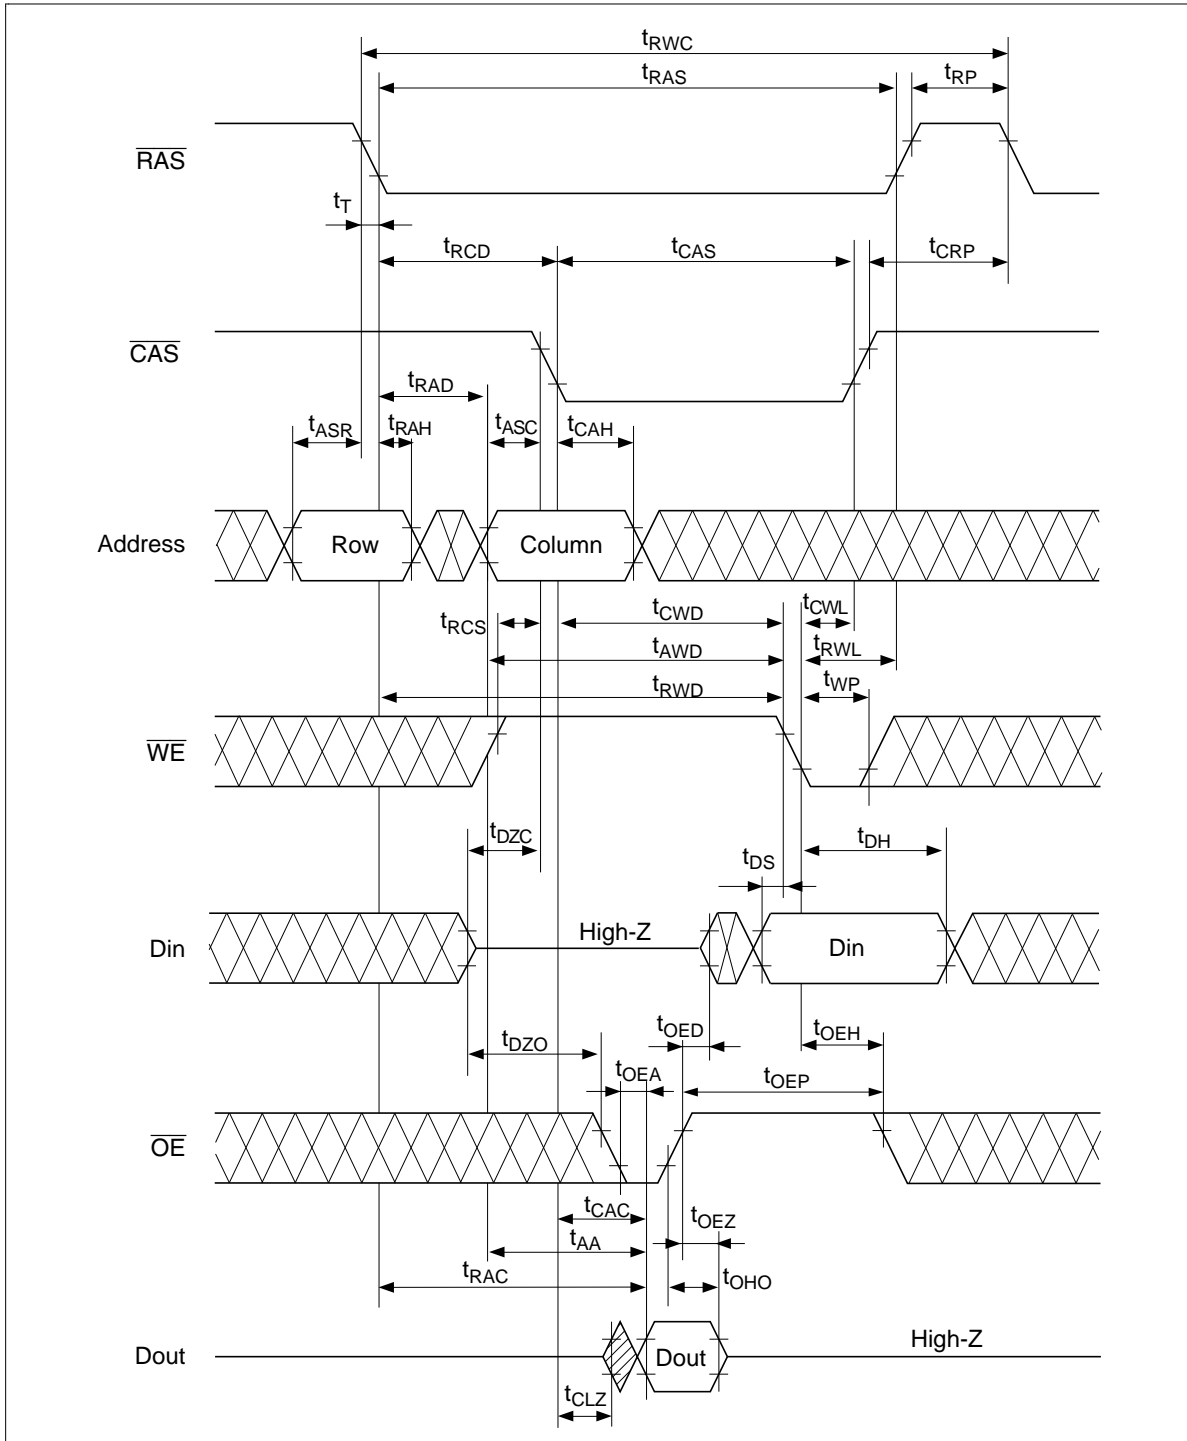 tRWC
tRAS
tRP
RAS
tT
tRCD
tCAS
tCRP
CAS
tRAD
tASR
tRAH
tASC
tCAH
Address
Row
Column
tRCS
tCWD
tCWL
tAWD
tRWL
tRWD
tWP
WE
tDZC
tDS
tDH
Din
High-Z
Din
tDZO
tOED
tOEH
tOEA
tOEP
OE
tCAC
tOEZ
tAA
tRAC
tOHO
Dout
Dout
High-Z
tCLZ